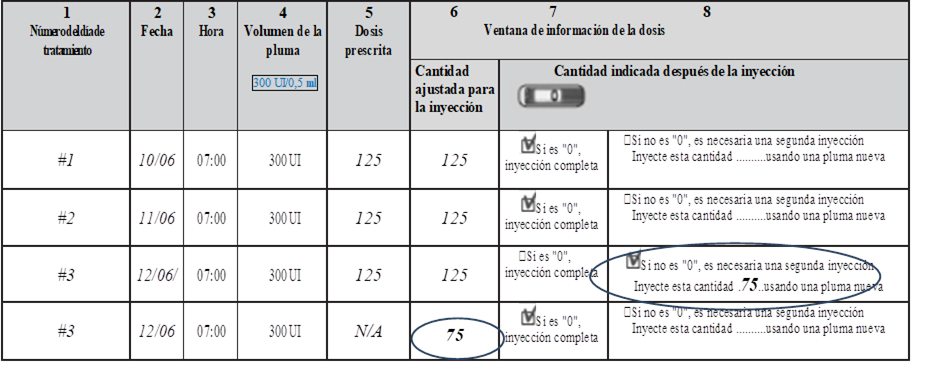 1 2 3 4 5 6 7 8
Númerodeldíade tratamiento
Fecha
Hora
Volumen de la pluma
300 UI/0,5 ml
Dosis prescrita
Ventana de información de la dosis
Cantidad ajustada para la inyección
Cantidad indicada después de la inyección
0
#1 10/06 07:00 300 UI 125 125 Si es "0", inyección completa Si no es "0", es necesaria una segunda inyección
Inyecte esta cantidad ..........usando una pluma nueva
#2 11/06 07:00 300 UI 125 125 Si es "0", inyección completa Si no es "0", es necesaria una segunda inyección
Inyecte esta cantidad ..........usando una pluma nueva
#3 12/06/ 07:00 300 UI 125 125 Si es "0", inyección completa Si no es "0", es necesaria una segunda inyección
Inyecte esta cantidad .75..usando una pluma nueva
#3 12/06 07:00 300 UI N/A 75 Si es "0", inyección completa Si no es "0", es necesaria una segunda inyección
Inyecte esta cantidad ..........usando una pluma nueva